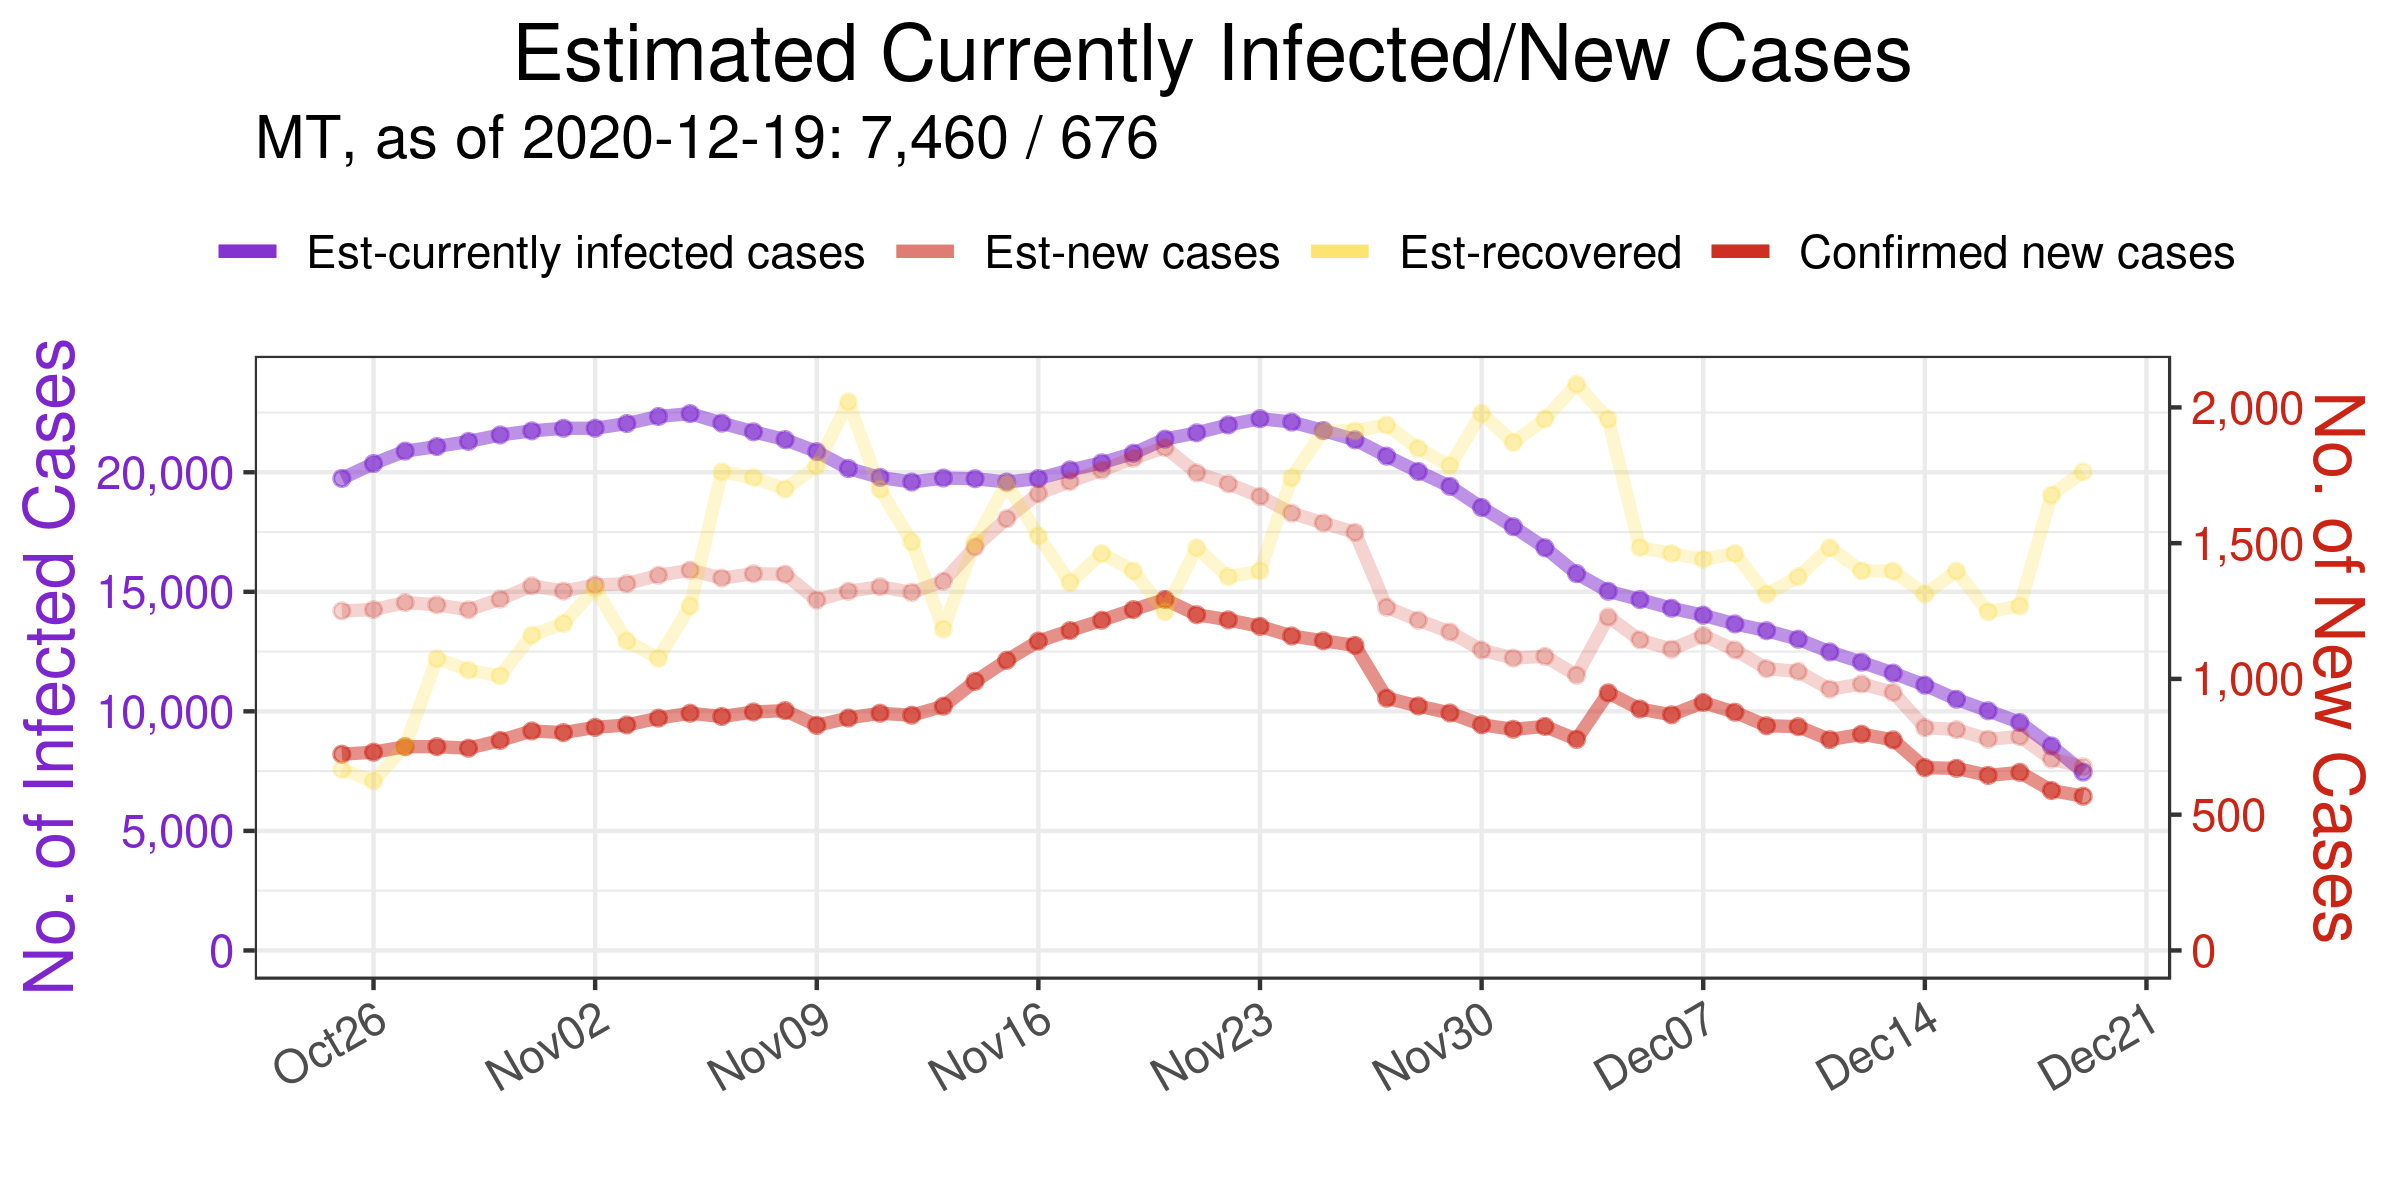 Estimated Currently Infected/New Cases
MT, as of 2020-12-19: 7,460 / 676
Est-currently infected cases Est-new cases Est-recovered Confirmed new cases
No. of Infected Cases
20,000
15,000
10,000
5,000
0
2,000
1,500
1,000
500
0
No. of New Cases
Oct26 Nov02 Nov09 Nov16 Nov23 Nov30 Dec07 Dec14 Dec21